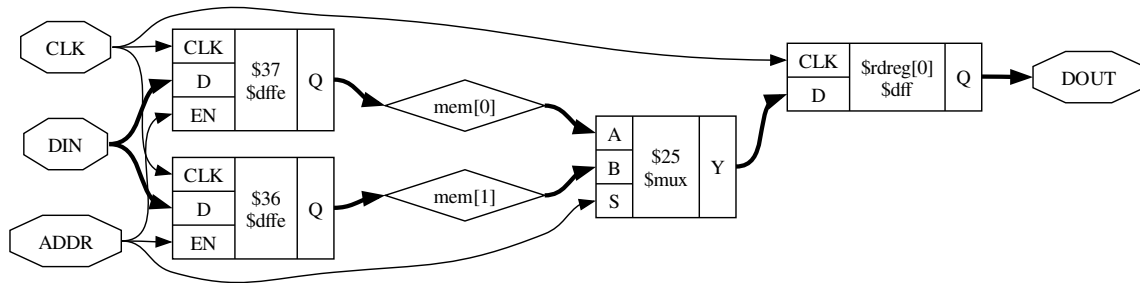 CLK
DIN
ADDR
CLK
D
EN
$37
$dffe
Q
CLK
D
EN
$36
$dffe
Q
mem[0]
mem[1]
A
B
S
$25
$mux
Y
CLK
D
$rdreg[0]
$dff
Q
DOUT